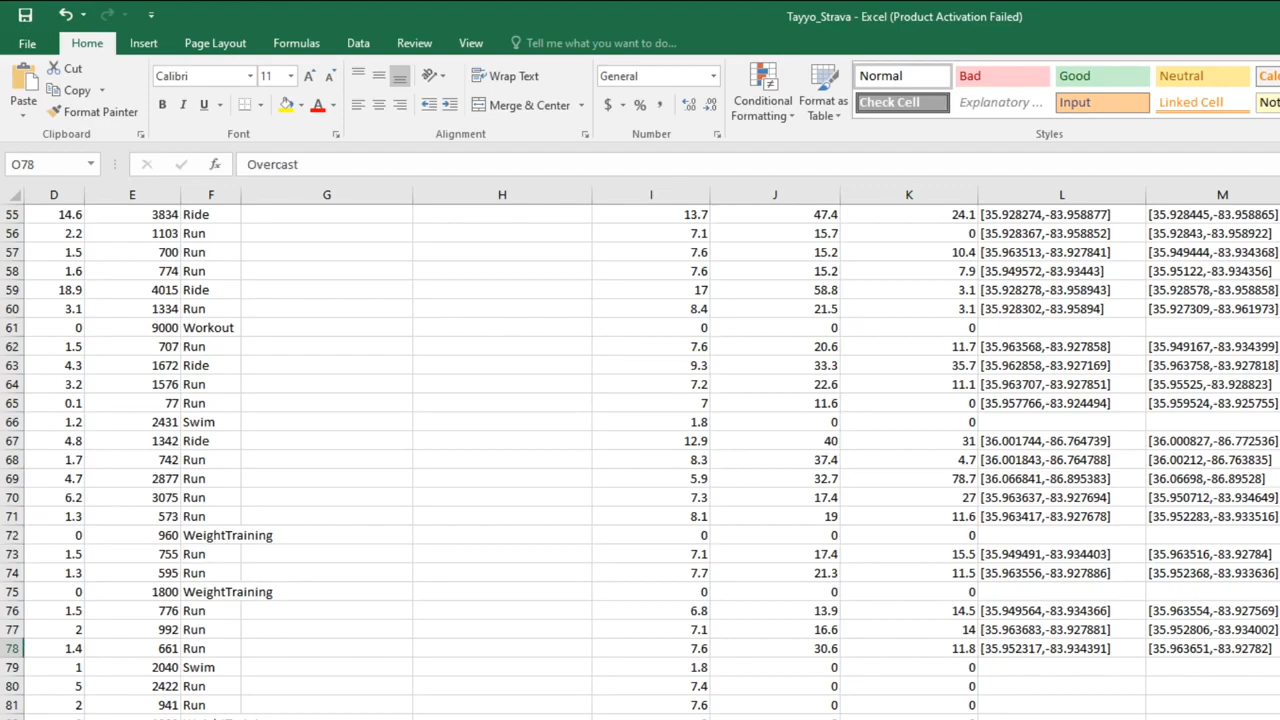 Tayyo_Strava - Excel (Product Activation Failed)
File Home Insert Page Layout Formulas Data Review View Tell me what you want to do...
Cut
Copy
Format Painter
Paste
Clipboard
Calibri 11
B I U
Font
Wrap Text
Merge & Center
Alignment
General
$ % ,
Number
Conditional Formatting
Format as Table
Normal Bad Good Neutral
Check Cell Explanatory ... Input Linked Cell
Styles
O78 fx Overcast
D E F G H I J K L M
55 14.6 3834 Ride 13.7 47.4 24.1 [35.928274,-83.958877] [35.928445,-83.958865]
56 2.2 1103 Run 7.1 15.7 0 [35.928367,-83.958852] [35.92843,-83.958922]
57 1.5 700 Run 7.6 15.2 10.4 [35.963513,-83.927841] [35.949444,-83.934368]
58 1.6 774 Run 7.6 15.2 7.9 [35.949572,-83.93443] [35.95122,-83.934356]
59 18.9 4015 Ride 17 58.8 3.1 [35.928278,-83.958943] [35.928578,-83.958858]
60 3.1 1334 Run 8.4 21.5 3.1 [35.928302,-83.95894] [35.927309,-83.961973]
61 0 9000 Workout 0 0 0
62 1.5 707 Run 7.6 20.6 11.7 [35.963568,-83.927858] [35.949167,-83.934399]
63 4.3 1672 Ride 9.3 33.3 35.7 [35.962858,-83.927169] [35.963758,-83.927818]
64 3.2 1576 Run 7.2 22.6 11.1 [35.963707,-83.927851] [35.95525,-83.928823]
65 0.1 77 Run 7 11.6 0 [35.957766,-83.924494] [35.959524,-83.925755]
66 1.2 2431 Swim 1.8 0 0
67 4.8 1342 Ride 12.9 40 31 [36.001744,-86.764739] [36.000827,-86.772536]
68 1.7 742 Run 8.3 37.4 4.7 [36.001843,-86.764788] [36.00212,-86.763835]
69 4.7 2877 Run 5.9 32.7 78.7 [36.066841,-86.895383] [36.06698,-86.89528]
70 6.2 3075 Run 7.3 17.4 27 [35.963637,-83.927694] [35.950712,-83.934649]
71 1.3 573 Run 8.1 19 11.6 [35.963417,-83.927678] [35.952283,-83.933516]
72 0 960 WeightTraining 0 0 0
73 1.5 755 Run 7.1 17.4 15.5 [35.949491,-83.934403] [35.963516,-83.92784]
74 1.3 595 Run 7.7 21.3 11.5 [35.963556,-83.927886] [35.952368,-83.933636]
75 0 1800 WeightTraining 0 0 0
76 1.5 776 Run 6.8 13.9 14.5 [35.949564,-83.934366] [35.963554,-83.927569]
77 2 992 Run 7.1 16.6 14 [35.963683,-83.927881] [35.952806,-83.934002]
78 1.4 661 Run 7.6 30.6 11.8 [35.952317,-83.934391] [35.963651,-83.92782]
79 1 2040 Swim 1.8 0 0
80 5 2422 Run 7.4 0 0
81 2 941 Run 7.6 0 0